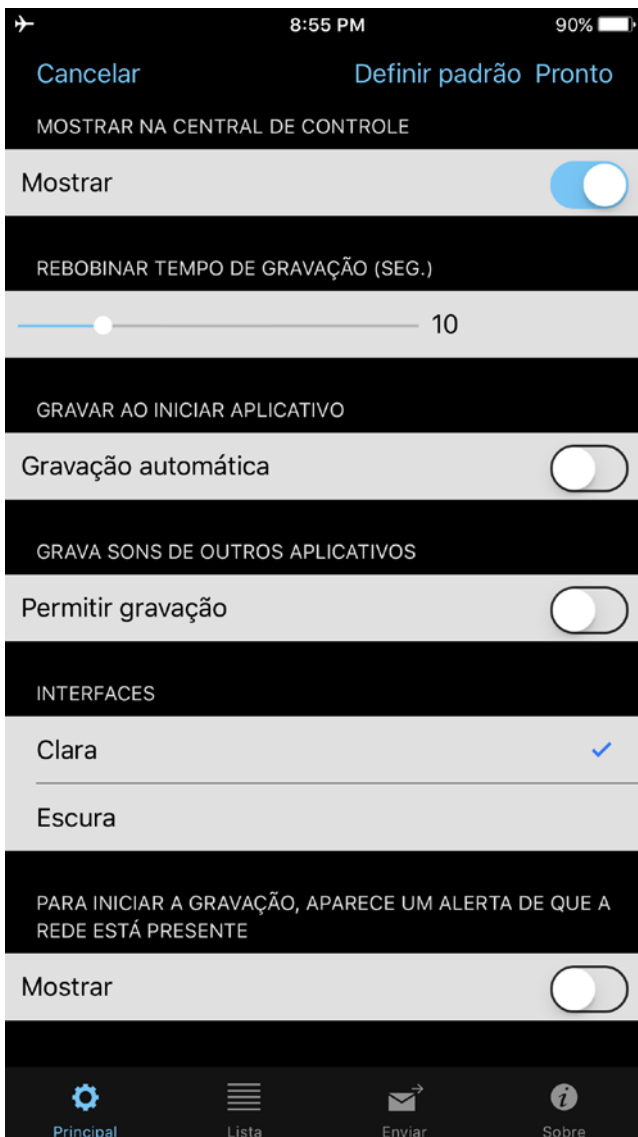 8:55 PM 90%
Cancelar Definir padrão Pronto
MOSTRAR NA CENTRAL DE CONTROLE
Mostrar
REBOBINAR TEMPO DE GRAVAÇÃO (SEG.)
10
GRAVAR AO INICIAR APLICATIVO
Gravação automática
GRAVA SONS DE OUTROS APLICATIVOS
Permitir gravação
INTERFACES
Clara
Escura
PARA INICIAR A GRAVAÇÃO, APARECE UM ALERTA DE QUE A
REDE ESTÁ PRESENTE
Mostrar
Principal Lista Enviar Sobre